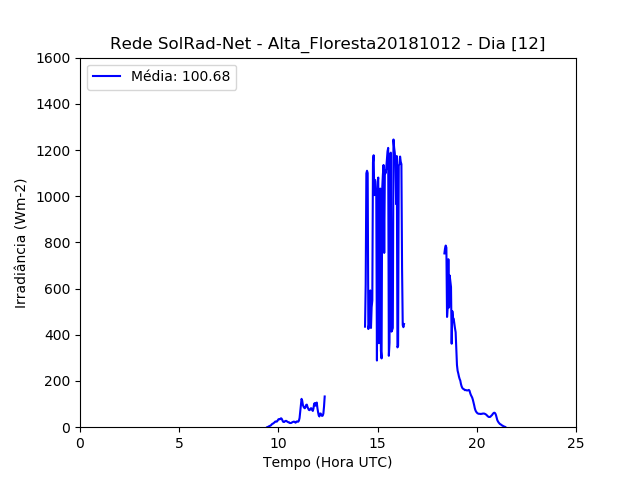 Rede SolRad-Net - Alta_Floresta20181012 - Dia [12]
Média: 100.68
1600
1400
1200
1000
800
600
400
200
0
Irradiância (Wm-2)
0 5 10 15 20 25
Tempo (Hora UTC)